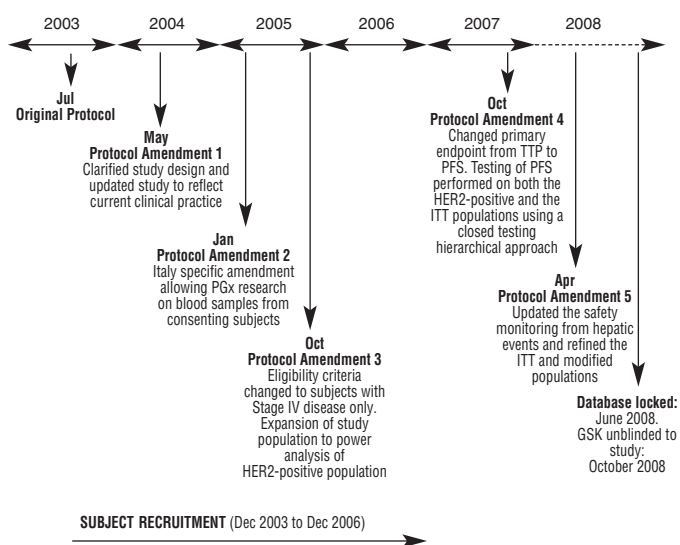 2003 2004 2005 2006 2007 2008
Jul
Original Protocol
May
Protocol Amendment 1
Clarified study design and
updated study to reflect
current clinical practice
Jan
Protocol Amendment 2
Italy specific amendment
allowing PGx research
on blood samples from
consenting subjects
Oct
Protocol Amendment 3
Eligibility criteria
changed to subjects with
Stage IV disease only.
Expansion of study
population to power
analysis of
HER2-positive population
Oct
Protocol Amendment 4
Changed primary
endpoint from TTP to
PFS. Testing of PFS
performed on both the
HER2-positive and the
ITT populations using a
closed testing
hierarchical approach
Apr
Protocol Amendment 5
Updated the safety
monitoring from hepatic
events and refined the
ITT and modified
populations
Database locked:
June 2008.
GSK unblinded to
study:
October 2008
SUBJECT RECRUITMENT (Dec 2003 to Dec 2006)